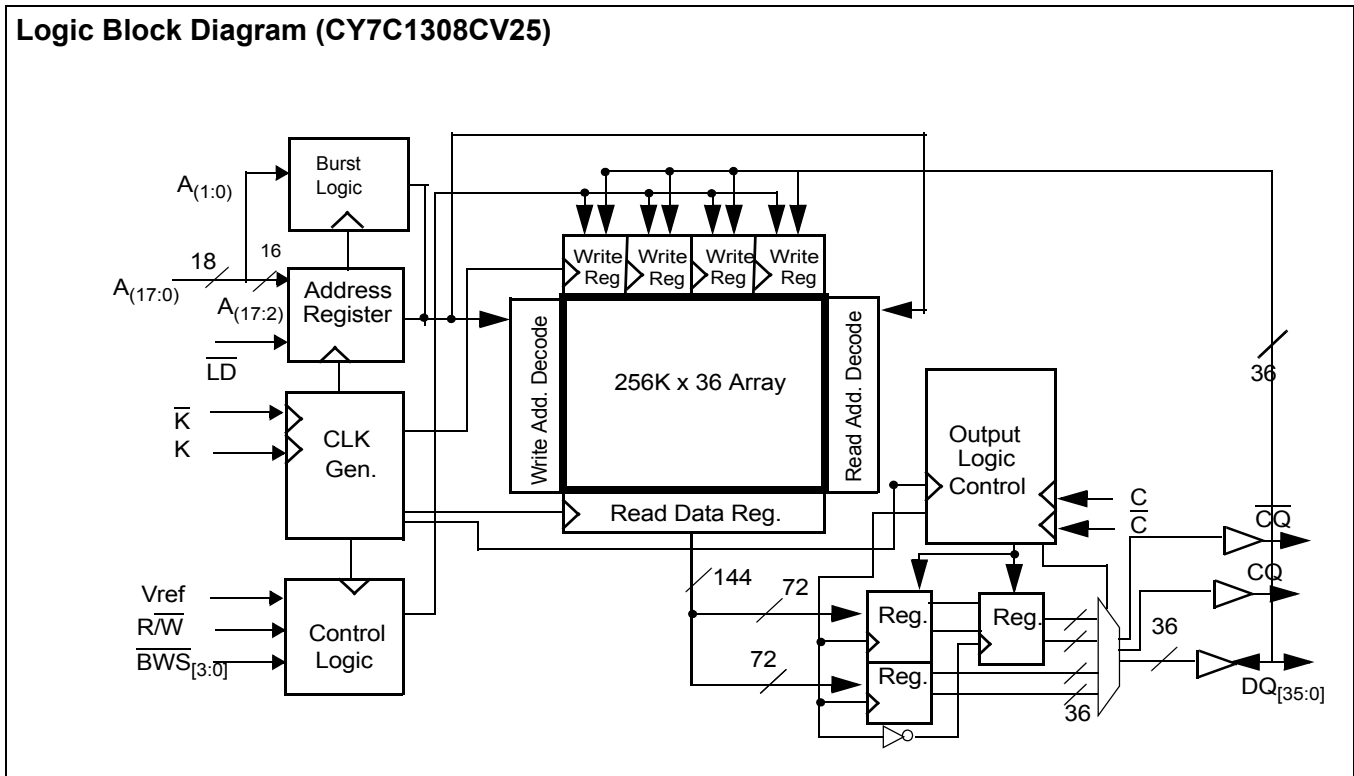 Logic Block Diagram (CY7C1308CV25)
Burst
Logic
A(1:0)
18
16
A(17:0)
A(17:2)
Address
Register
LD
K
K
CLK
Gen.
Vref
R/W
BWS[3:0]
Control
Logic
Write
Reg
Write
Reg
Write
Reg
Write
Reg
Write Add. Decode
256K x 36 Array
Read Add. Decode
Read Data Reg.
144
72
72
Output
Logic
Control
C
C
Reg.
Reg.
Reg.
36
36
36
CQ
CQ
DQ[35:0]